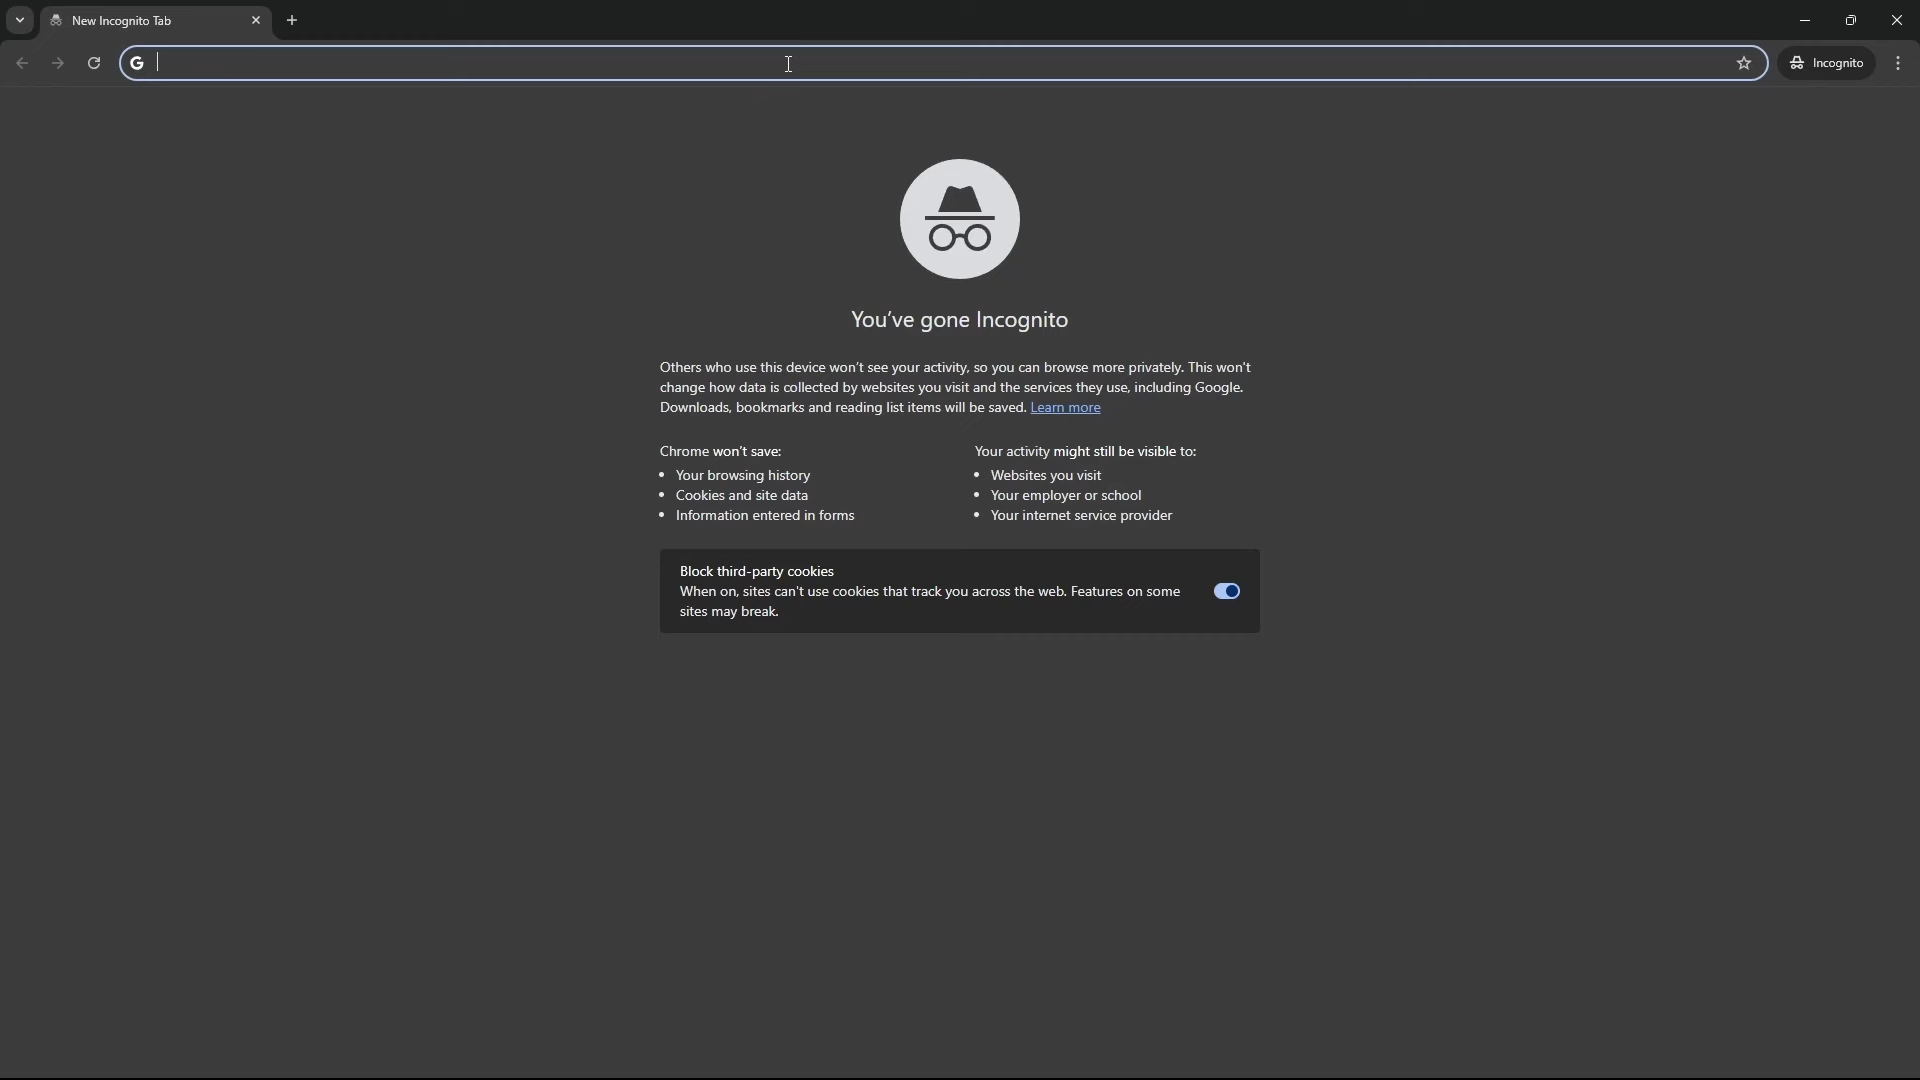 New Incognito Tab
Incognito
You've gone Incognito
Others who use this device won't see your activity, so you can browse more privately. This won't
change how data is collected by websites you visit and the services they use, including Google.
Downloads, bookmarks and reading list items will be saved. Learn more
Chrome won't save:
Your browsing history
Cookies and site data
Information entered in forms
Your activity might still be visible to:
Websites you visit
Your employer or school
Your internet service provider
Block third-party cookies
When on, sites can't use cookies that track you across the web. Features on some
sites may break.